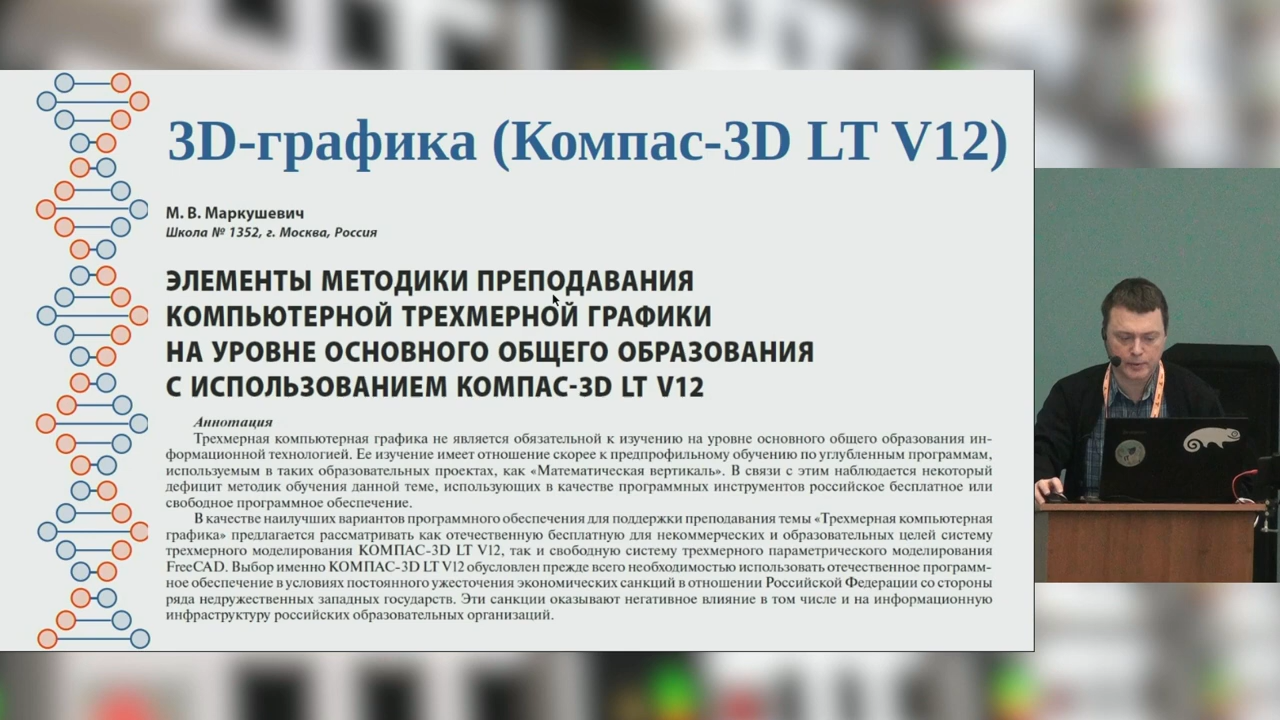 3D-графика (Компас-3D LT V12)
М. В. Маркушевич
Школа № 1352, г. Москва, Россия
ЭЛЕМЕНТЫ МЕТОДИКИ ПРЕПОДАВАНИЯ
КОМПЬЮТЕРНОЙ ТРЕХМЕРНОЙ ГРАФИКИ
НА УРОВНЕ ОСНОВНОГО ОБЩЕГО ОБРАЗОВАНИЯ
С ИСПОЛЬЗОВАНИЕМ КОМПАС-3D LT V12
Аннотация
Трехмерная компьютерная графика не является обязательной к изучению на уровне основного общего образования ин-
формационной технологией. Ее изучение имеет отношение скорее к предпрофильному обучению по углубленным программам,
используемым в таких образовательных проектах, как «Математическая вертикаль». В связи с этим наблюдается некоторый
дефицит методик обучения данной теме, использующих в качестве программных инструментов российское бесплатное или
свободное программное обеспечение.
В качестве наилучших вариантов программного обеспечения для поддержки преподавания темы «Трехмерная компьютерная
графика» предлагается рассматривать как отечественную бесплатную для некоммерческих и образовательных целей систему
трехмерного моделирования КОМПАС-3D LT V12, так и свободную систему трехмерного параметрического моделирования
FreeCAD. Выбор именно КОМПАС-3D LT V12 обусловлен прежде всего необходимостью использовать отечественное программ-
ное обеспечение в условиях постоянного ужесточения экономических санкций в отношении Российской Федерации со стороны
ряда недружественных западных государств. Эти санкции оказывают негативное влияние в том числе и на информационную
инфраструктуру российских образовательных организаций.